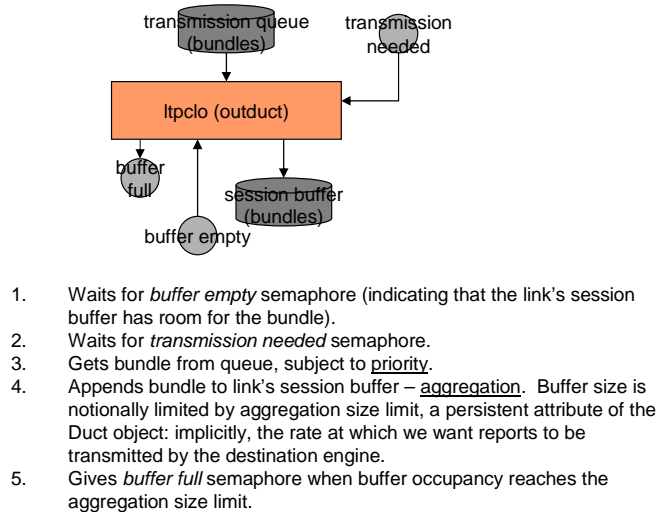 transmission queue
(bundles)
transmission
needed
ltpclo (outduct)
buffer
full
session buffer
(bundles)
buffer empty
1. Waits for buffer empty semaphore (indicating that the link's session
buffer has room for the bundle).
2. Waits for transmission needed semaphore.
3. Gets bundle from queue, subject to priority.
4. Appends bundle to link's session buffer – aggregation. Buffer size is
notionally limited by aggregation size limit, a persistent attribute of the
Duct object: implicitly, the rate at which we want reports to be
transmitted by the destination engine.
5. Gives buffer full semaphore when buffer occupancy reaches the
aggregation size limit.